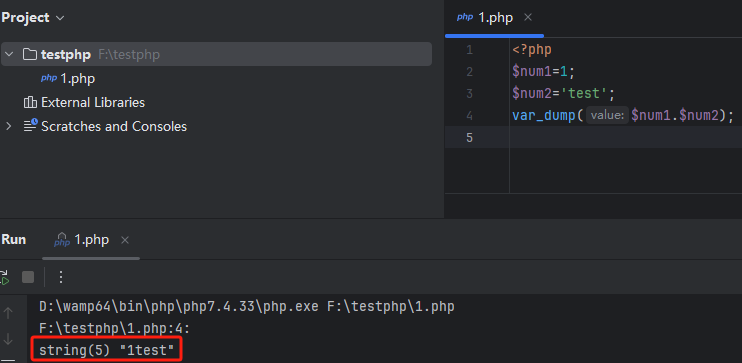 Project
testphp F:\testphp
1.php
External Libraries
Scratches and Consoles
php 1.php
1 <?php
2 $num1=1;
3 $num2='test';
4 var_dump( value: $num1.$num2);
5
Run
php 1.php
D:\wamp64\bin\php\php7.4.33\php.exe F:\testphp\1.php
F:\testphp\1.php:4:
string(5) "1test"